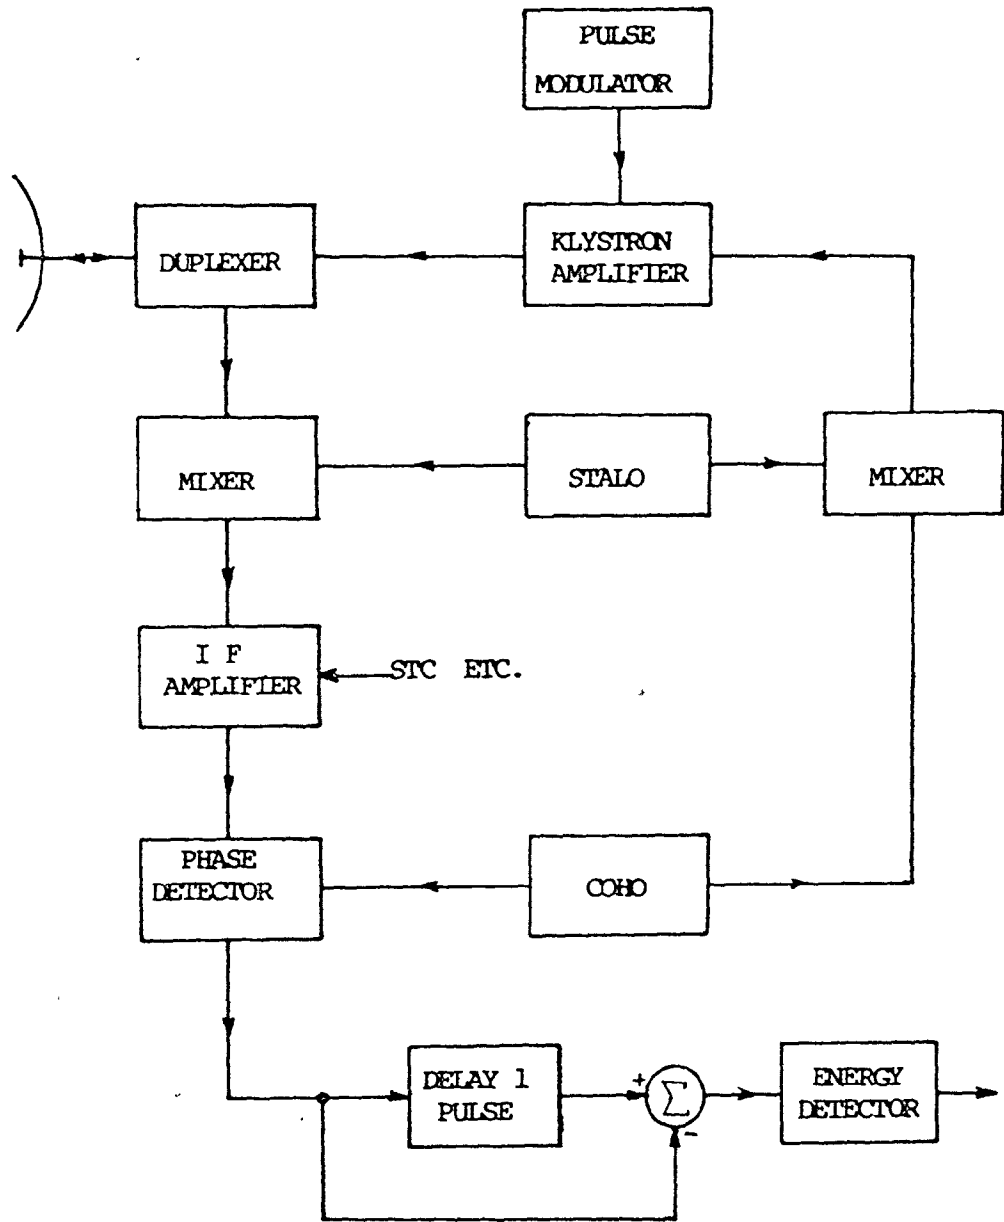 PULSE
MODULATOR
DUPLEXER
KLYSTRON
AMPLIFIER
MIXER
STALO
MIXER
I F
AMPLIFIER
STC ETC.
PHASE
DETECTOR
COHO
DELAY 1
PULSE
+
Σ
-
ENERGY
DETECTOR